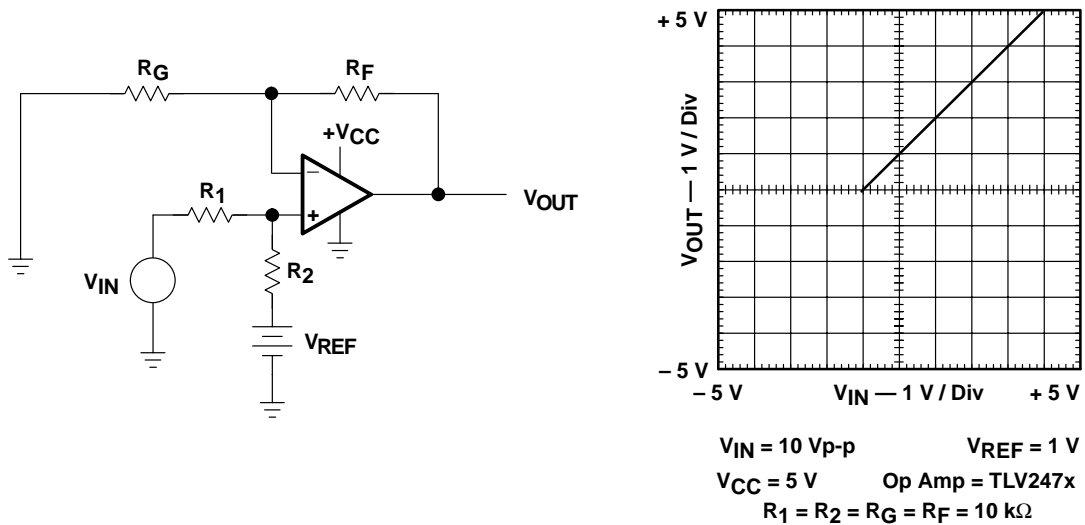 RG
RF
+VCC
–
R1
+
VOUT
VIN
R2
VREF
+ 5 V
VOUT — 1 V / Div
– 5 V
– 5 V
VIN — 1 V / Div
+ 5 V
VIN = 10 Vp-p
VREF = 1 V
VCC = 5 V
Op Amp = TLV247x
R1 = R2 = RG = RF = 10 kΩ